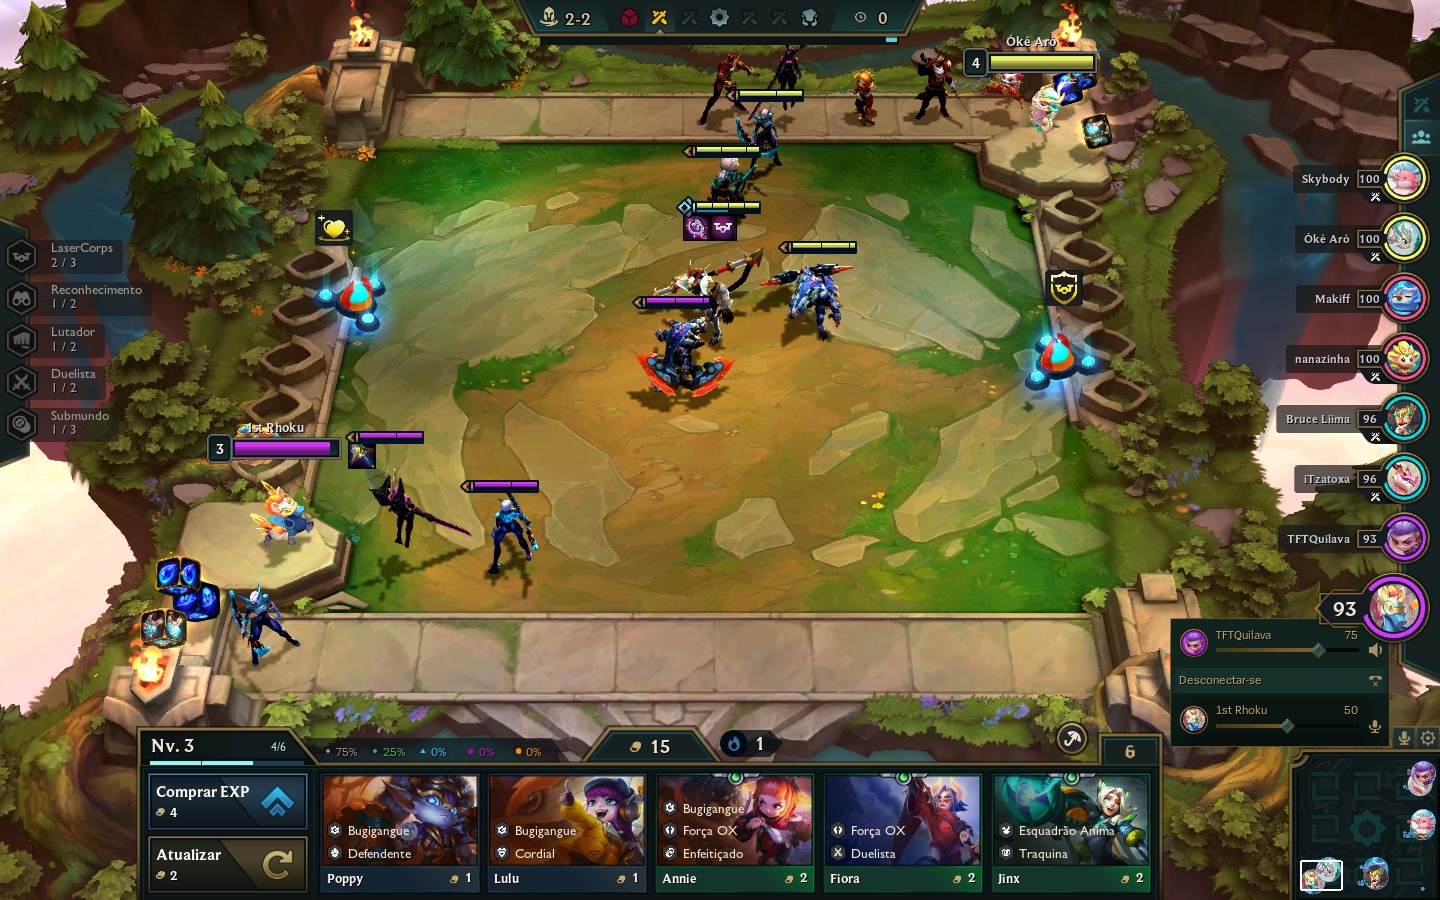 2-2
0
Ókê Arô
4
Skybody 100
Ókê Arô 100
Makiff 100
nanazinha 100
Bruce Liima 96
iTzatoxa 96
TFTQuilava 93
93
LaserCorps
2 / 3
Reconhecimento
1 / 2
Lutador
1 / 2
Duelista
1 / 2
Submundo
1 / 3
1st Rhoku
3
TFTQuilava 75
Desconectar-se
1st Rhoku 50
Nv. 3 4/6
75% 25% 0% 0% 0%
15
1
6
Comprar EXP
4
Atualizar
2
Bugigangue
Defendente
Poppy 1
Bugigangue
Cordial
Lulu 1
Bugigangue
Força OX
Enfeitiçado
Annie 2
Força OX
Duelista
Fiora 2
Esquadrão Anima
Traquina
Jinx 2